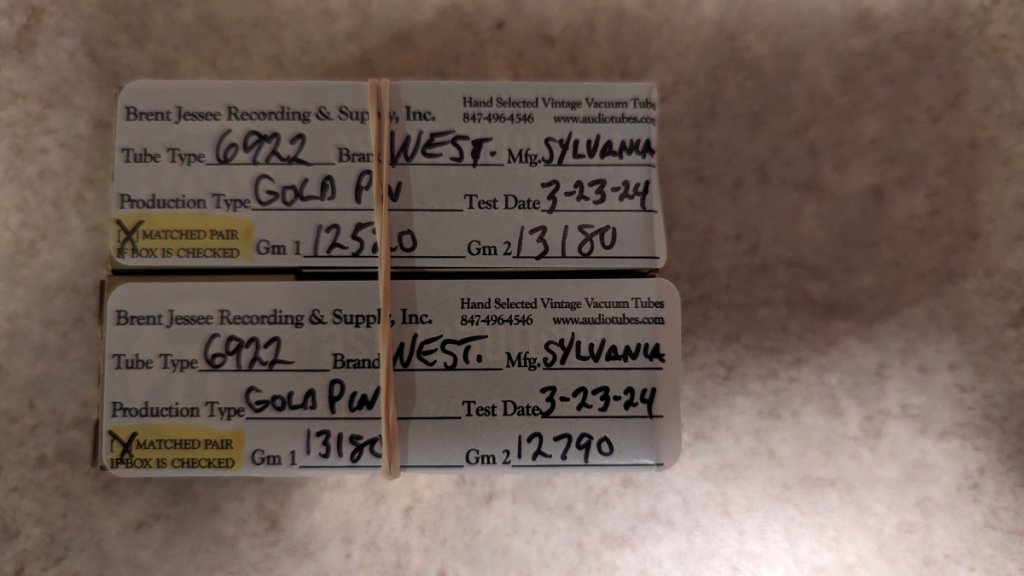 Hand Selected Vintage Vacuum Tubes
Brent Jessee Recording & Supply, Inc. 847-496-4546 www.audiotubes.com
Tube Type 6922 Brand WEST. Mfg. SYLVANIA
Production Type GOLD PIN Test Date 3-23-24
X MATCHED PAIR
IF BOX IS CHECKED Gm 1 Gm 2 13180
Hand Selected Vintage Vacuum Tubes
Brent Jessee Recording & Supply, Inc. 847-496-4546 www.audiotubes.com
Tube Type 6922 Brand WEST. Mfg. SYLVANIA
Production Type GOLD PIN Test Date 3-23-24
X MATCHED PAIR
IF BOX IS CHECKED Gm 1 13180 Gm 2 12790